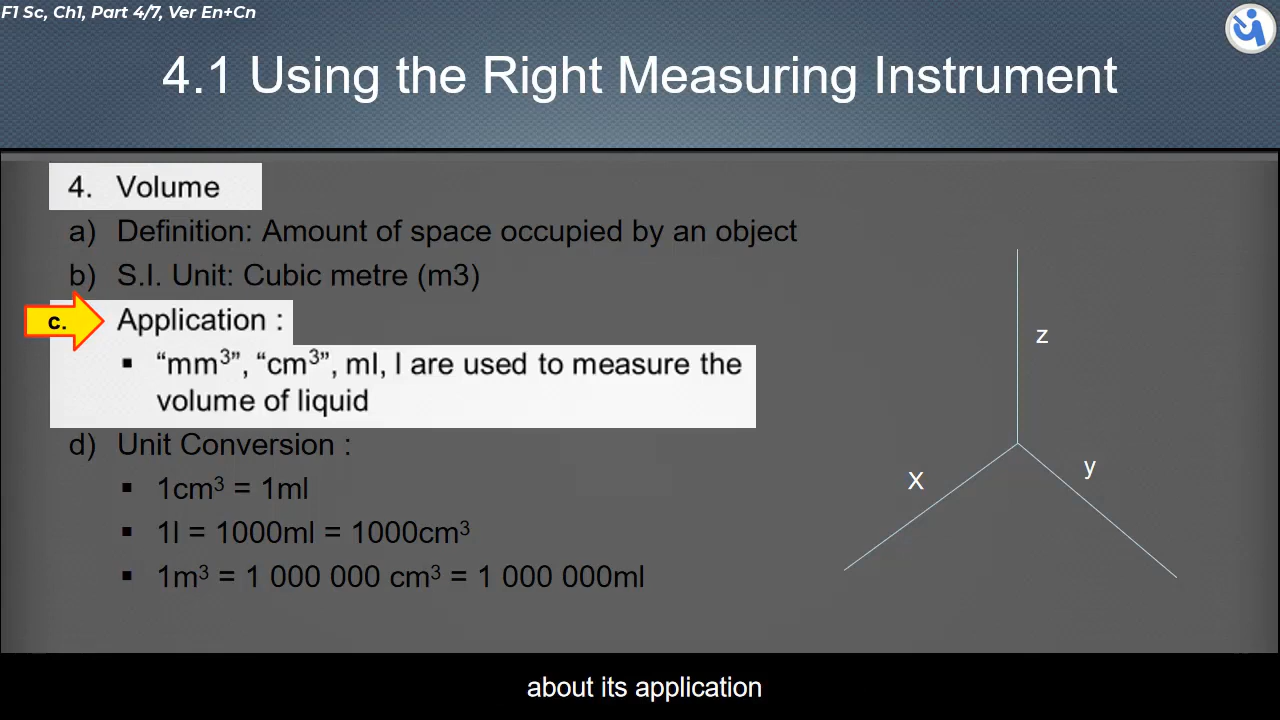 F1 Sc, Ch1, Part 4/7, Ver En+Cn
4.1 Using the Right Measuring Instrument
4. Volume
a) Definition: Amount of space occupied by an object
b) S.I. Unit: Cubic metre (m3)
c. Application :
▪ “mm³”, “cm³”, ml, l are used to measure the
volume of liquid
d) Unit Conversion :
▪ 1cm³ = 1ml
▪ 1l = 1000ml = 1000cm³
▪ 1m³ = 1 000 000 cm³ = 1 000 000ml
z
y
X
about its application